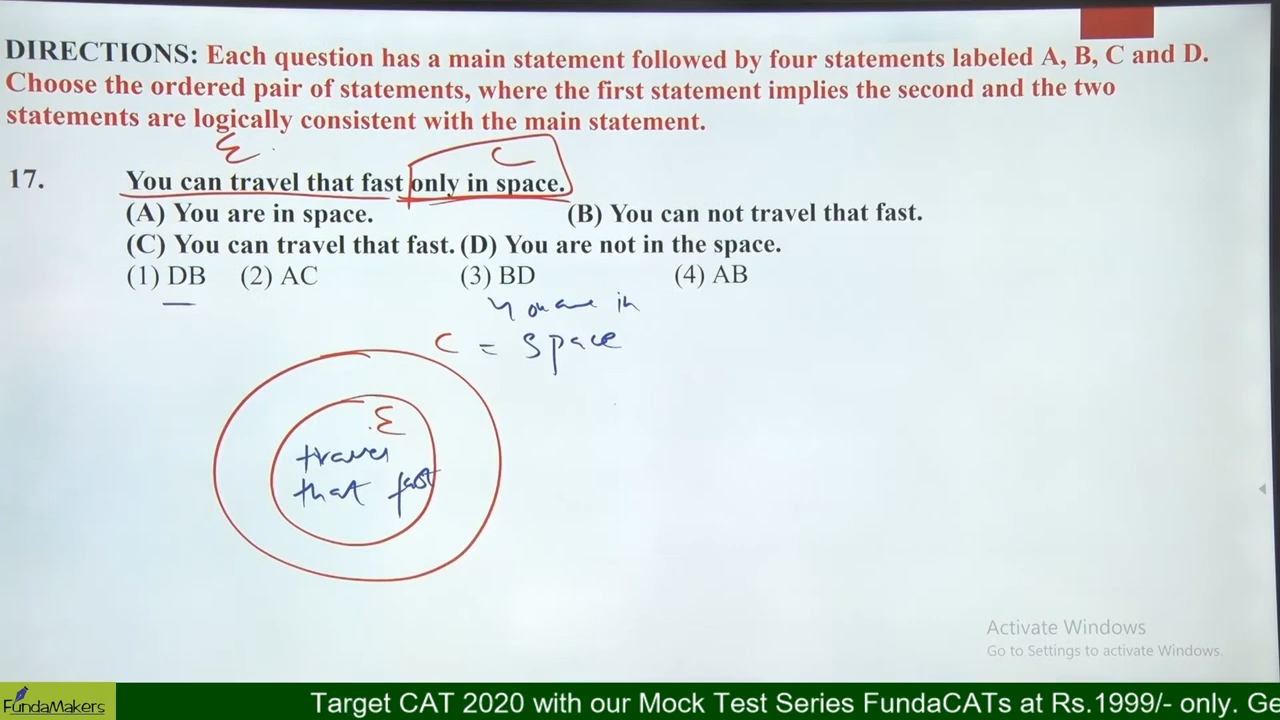 DIRECTIONS: Each question has a main statement followed by four statements labeled A, B, C and D.
Choose the ordered pair of statements, where the first statement implies the second and the two
statements are logically consistent with the main statement.
E
C
17. You can travel that fast only in space.
(A) You are in space. (B) You can not travel that fast.
(C) You can travel that fast. (D) You are not in the space.
(1) DB (2) AC (3) BD (4) AB
You are in
C = Space
E
travel
that fast
Activate Windows
Go to Settings to activate Windows.
FundaMakers
Target CAT 2020 with our Mock Test Series FundaCATs at Rs.1999/- only. Ge